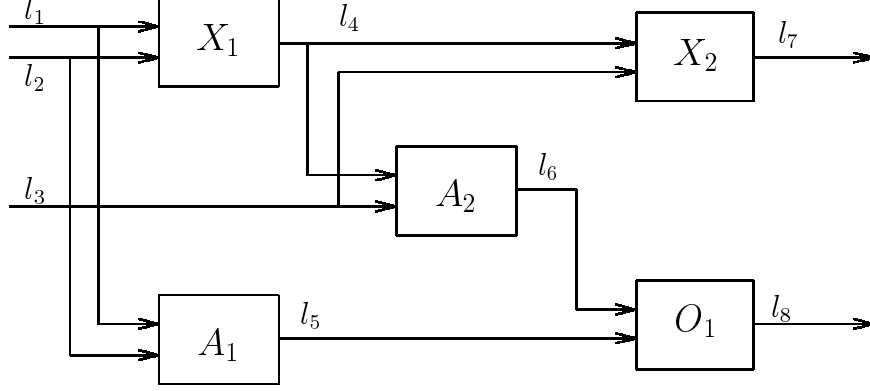 l₁
X₁
l₄
X₂
l₇
l₂
l₃
A₂
l₆
A₁
l₅
O₁
l₈